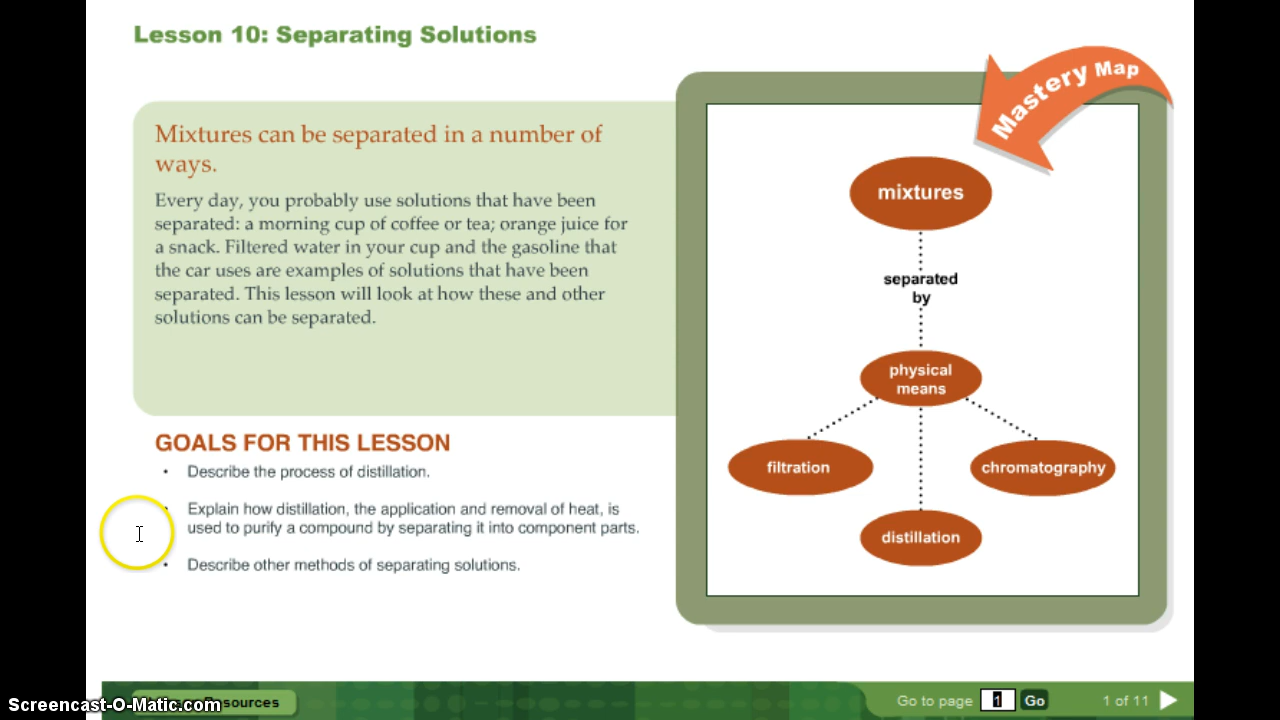 Lesson 10: Separating Solutions
Mastery Map
Mixtures can be separated in a number of
ways.
Every day, you probably use solutions that have been
separated: a morning cup of coffee or tea; orange juice for
a snack. Filtered water in your cup and the gasoline that
the car uses are examples of solutions that have been
separated. This lesson will look at how these and other
solutions can be separated.
GOALS FOR THIS LESSON
• Describe the process of distillation.
• Explain how distillation, the application and removal of heat, is
used to purify a compound by separating it into component parts.
• Describe other methods of separating solutions.
mixtures
separated
by
physical
means
filtration
chromatography
distillation
Screencast-O-Matic.com
Go to page 1 Go 1 of 11